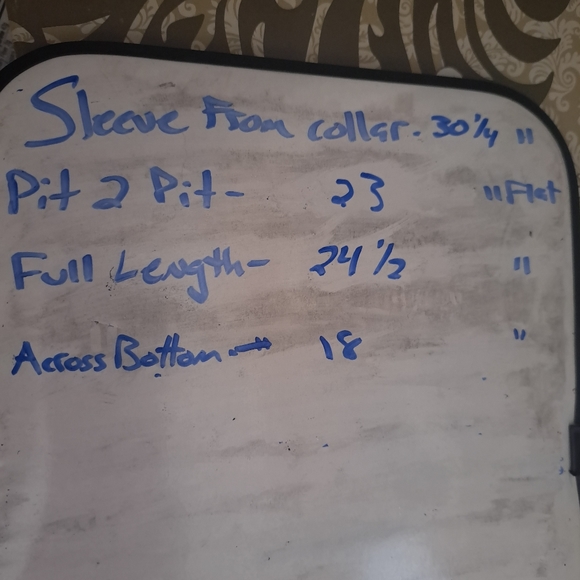 Sleeve From collar. 30 1/4 "
Pit 2 Pit- 23 "Flat
Full Length- 24 1/2 "
Across Bottom. → 18 "